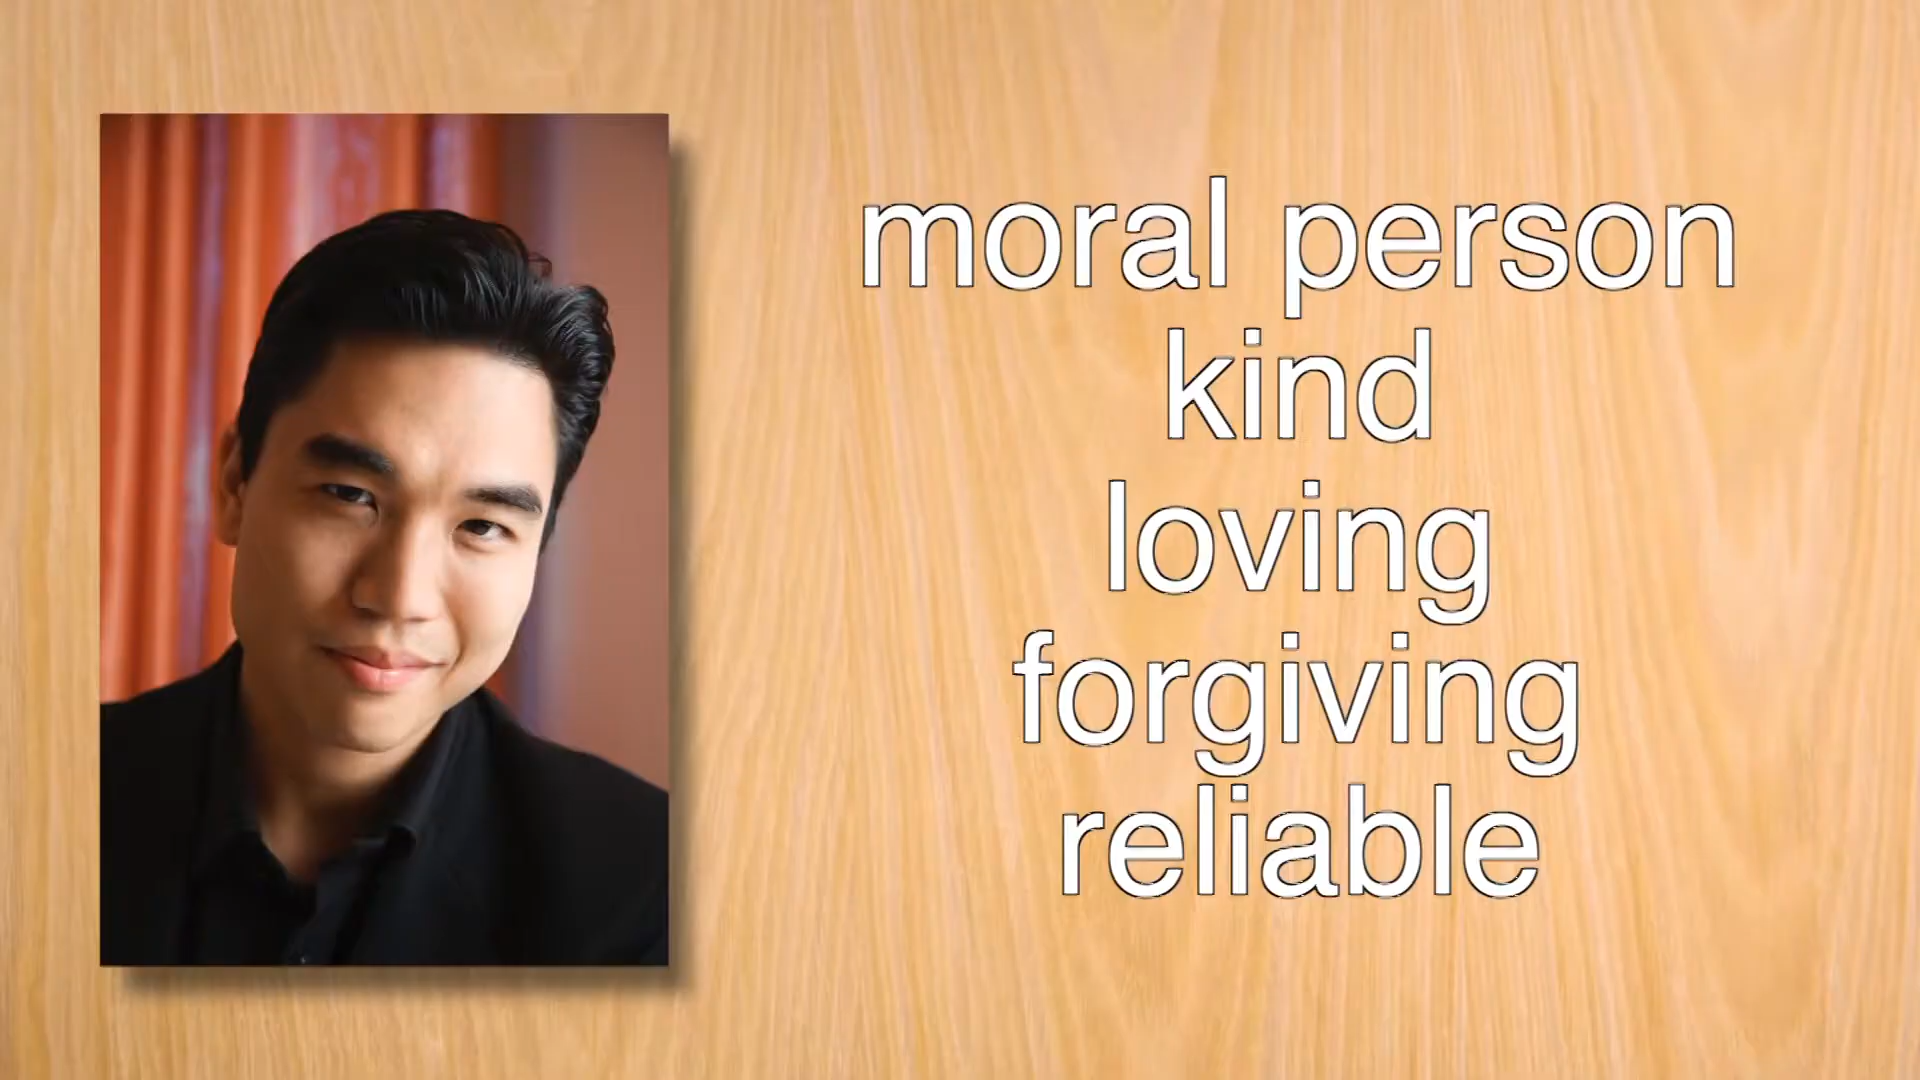 moral person
kind
loving
forgiving
reliable